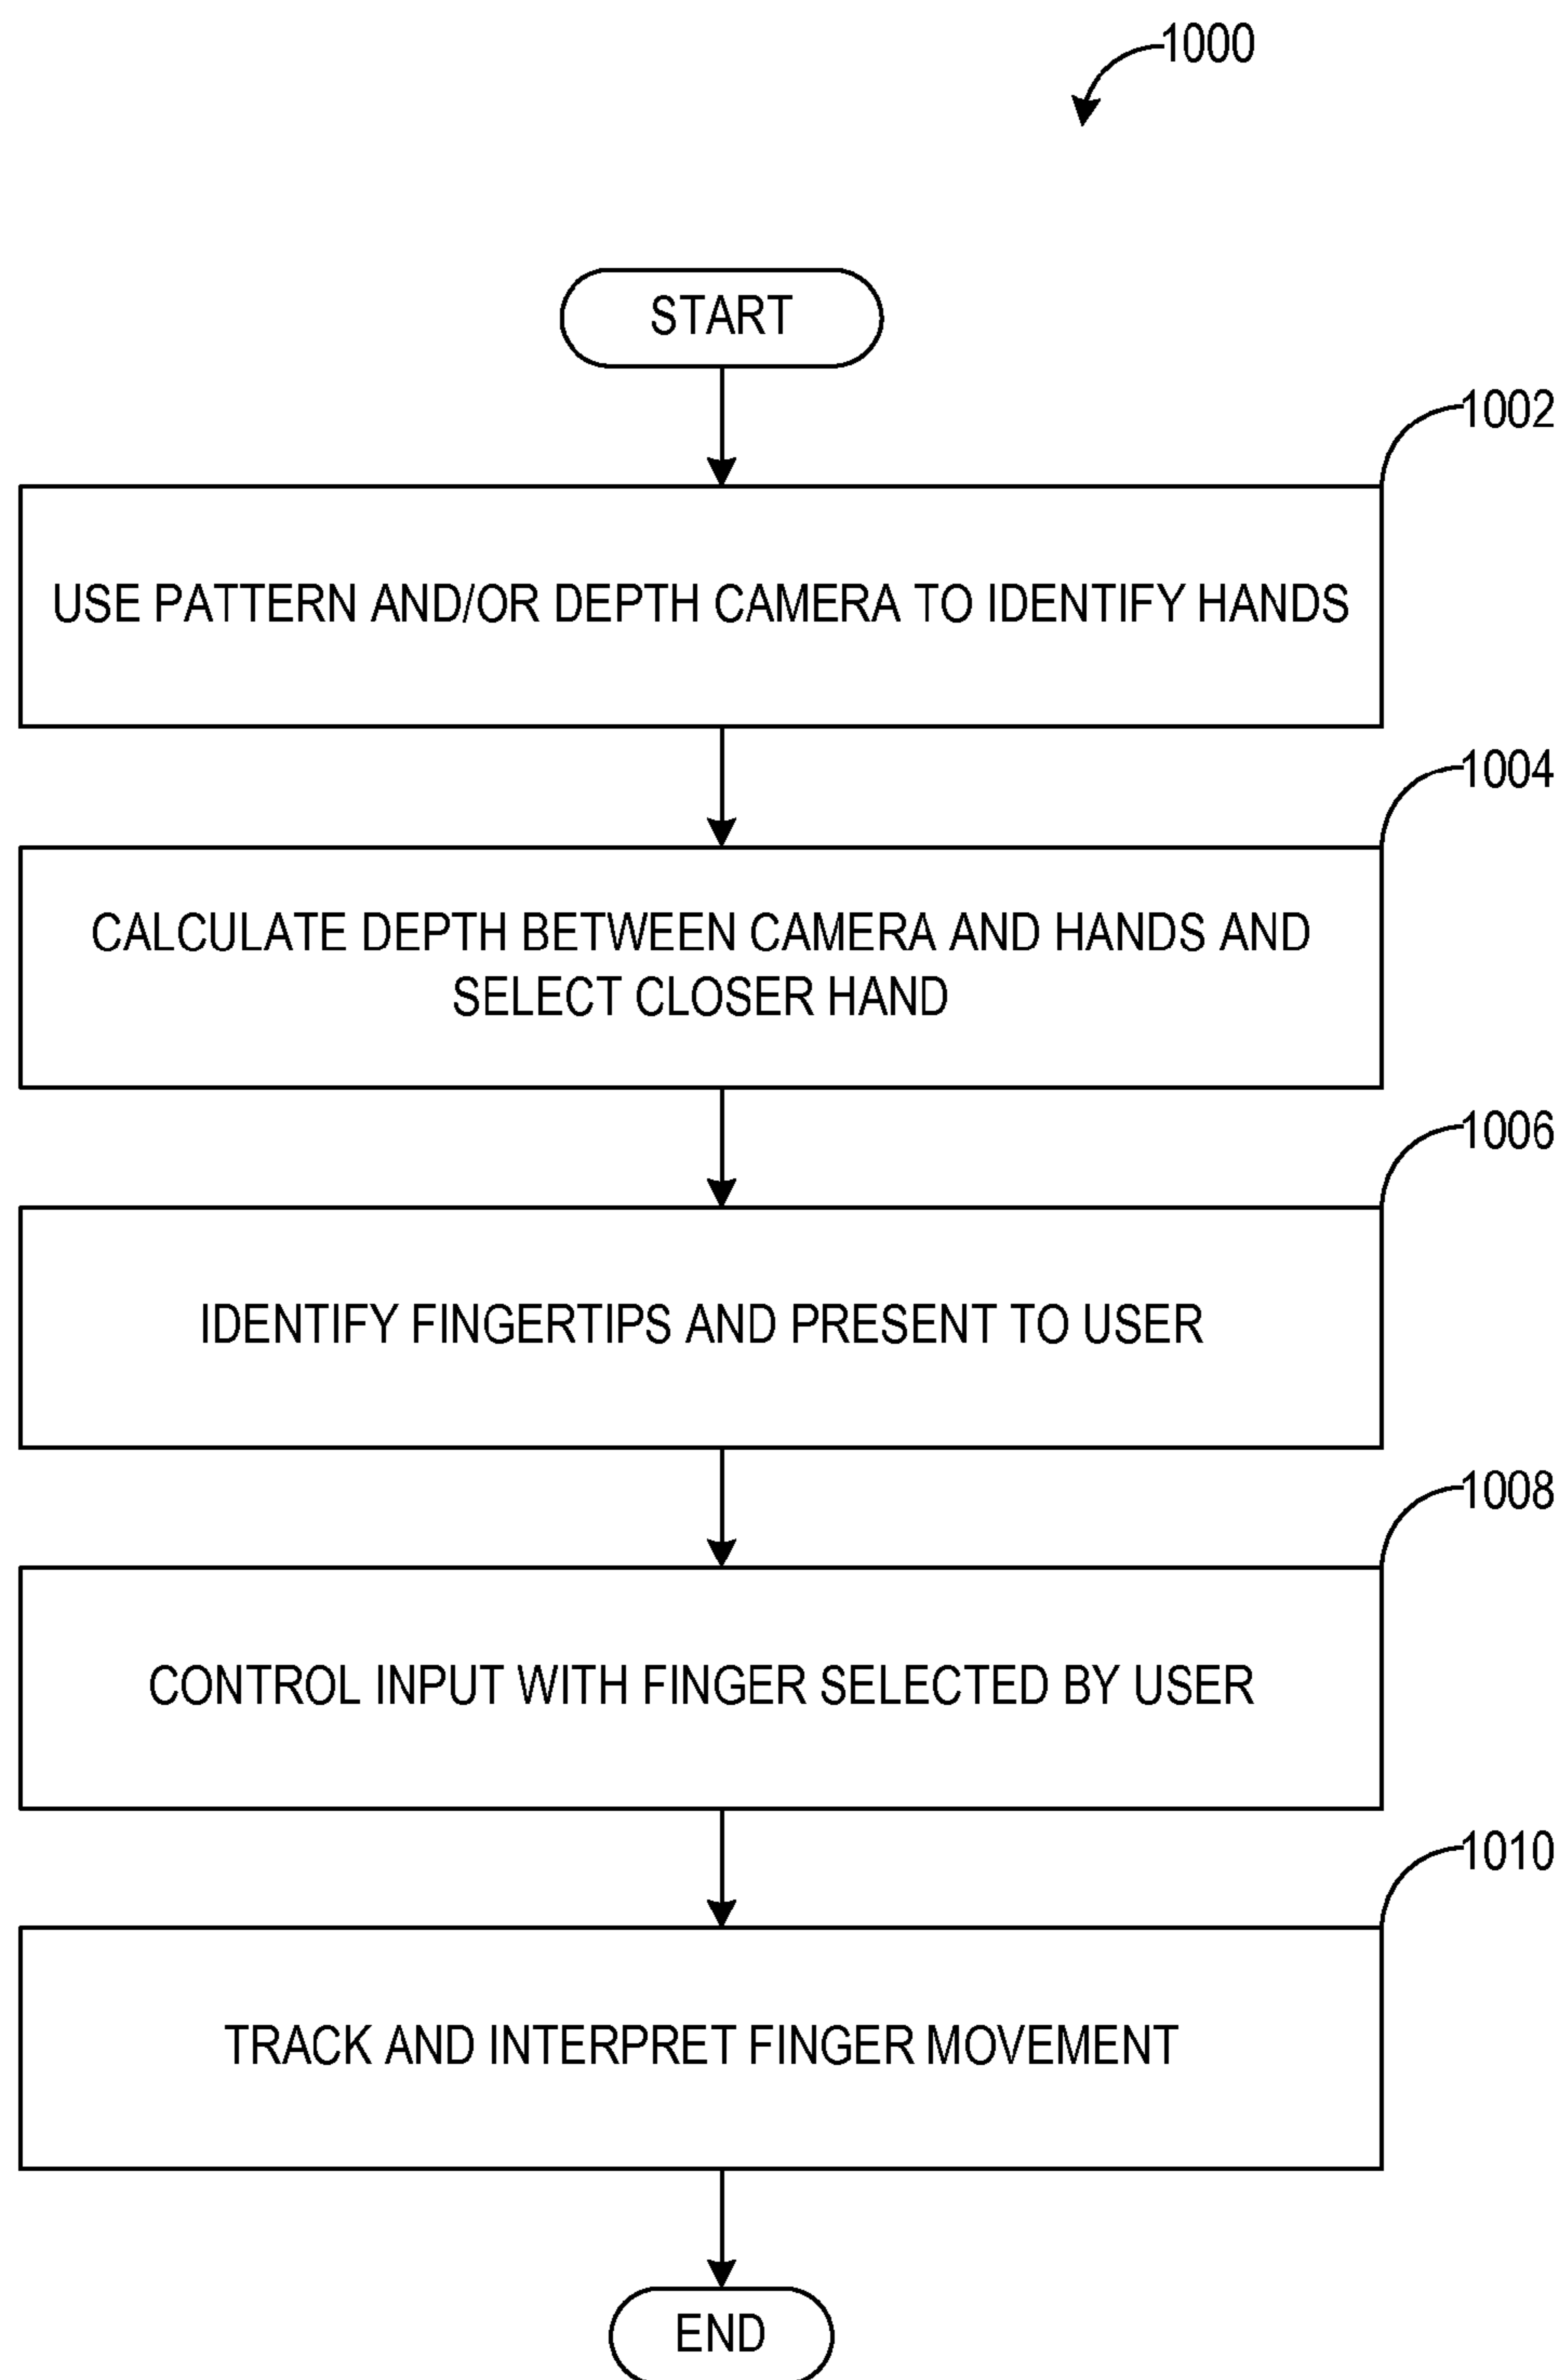 1000
START
1002
USE PATTERN AND/OR DEPTH CAMERA TO IDENTIFY HANDS
1004
CALCULATE DEPTH BETWEEN CAMERA AND HANDS AND
SELECT CLOSER HAND
1006
IDENTIFY FINGERTIPS AND PRESENT TO USER
1008
CONTROL INPUT WITH FINGER SELECTED BY USER
1010
TRACK AND INTERPRET FINGER MOVEMENT
END